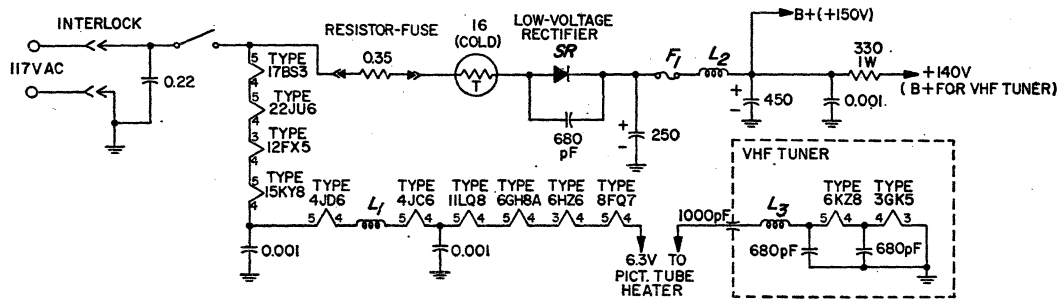 INTERLOCK
117VAC
0.22
RESISTOR-FUSE
0.35
16
(COLD)
T
LOW-VOLTAGE
RECTIFIER
SR
680
pF
+
-
250
F1
L2
B+(+150V)
+
-
450
0.001
330
1W
+140V
(B+ FOR VHF TUNER)
5
TYPE
17BS3
4
5
TYPE
22JU6
4
3
TYPE
12FX5
4
5
TYPE
15KY8
4
0.001
TYPE
4JD6
5 4
L1
TYPE
4JC6
5 4
0.001
TYPE
11LQ8
5 4
TYPE
6GH8A
5 4
TYPE
6HZ6
3 4
TYPE
8FQ7
5 4
6.3V TO
PICT. TUBE
HEATER
1000pF
VHF TUNER
L3
680pF
TYPE
6KZ8
5 4
TYPE
3GK5
4 3
680pF